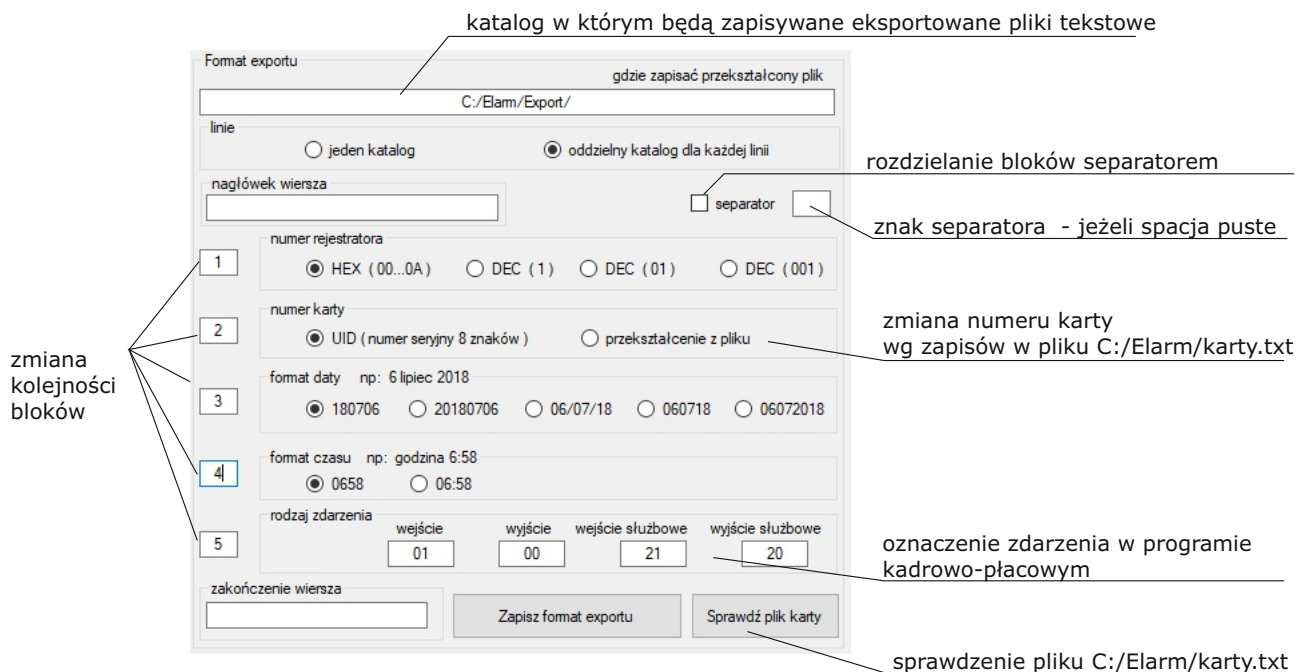 katalog w którym będą zapisywane eksportowane pliki tekstowe
Format exportu
gdzie zapisać przekształcony plik
C:/Elarm/Export/
linie
jeden katalog oddzielny katalog dla każdej linii
rozdzielanie bloków separatorem
nagłówek wiersza
separator
znak separatora - jeżeli spacja puste
numer rejestratora
1 HEX ( 00...0A ) DEC ( 1 ) DEC ( 01 ) DEC ( 001 )
numer karty
2 UID ( numer seryjny 8 znaków ) przekształcenie z pliku
zmiana numeru karty
wg zapisów w pliku C:/Elarm/karty.txt
zmiana
kolejności
bloków
format daty np: 6 lipiec 2018
3 180706 20180706 06/07/18 060718 06072018
format czasu np: godzina 6:58
4 0658 06:58
rodzaj zdarzenia
wejście wyjście wejście służbowe wyjście służbowe
5 01 00 21 20
oznaczenie zdarzenia w programie
kadrowo-płacowym
zakończenie wiersza
Zapisz format exportu Sprawdź plik karty
sprawdzenie pliku C:/Elarm/karty.txt